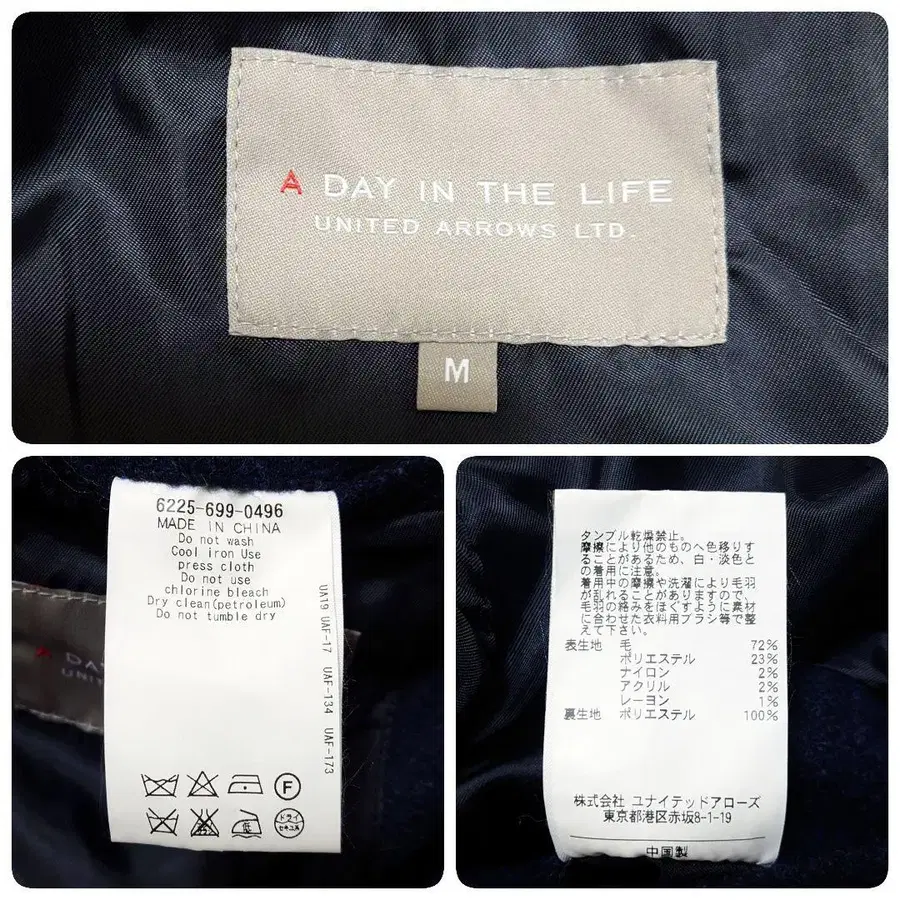 A DAY IN THE LIFE
UNITED ARROWS LTD.
M
6225-699-0496
MADE IN CHINA
Do not wash
Cool iron Use
press cloth
Do not use
chlorine bleach
Dry clean(petroleum)
Do not tumble dry
UA19 UAF-17 UAF-134 UAF-173
F
低
ドライ
セキユ系
A DAY
UNIT
タンブル乾燥禁止。
摩擦により他のものへ色移りす
ることがあるため、白・淡色と
の着用に注意。
着用中の摩擦や洗濯により毛羽
が乱れることがありますので、
毛羽の絡みをほぐすように素材
に合わせた衣料用ブラシ等で整
えて下さい。
表生地 毛 72%
ポリエステル 23%
ナイロン 2%
アクリル 2%
レーヨン 1%
裏生地 ポリエステル 100%
株式会社 ユナイテッドアローズ
東京都港区赤坂8-1-19
中国製